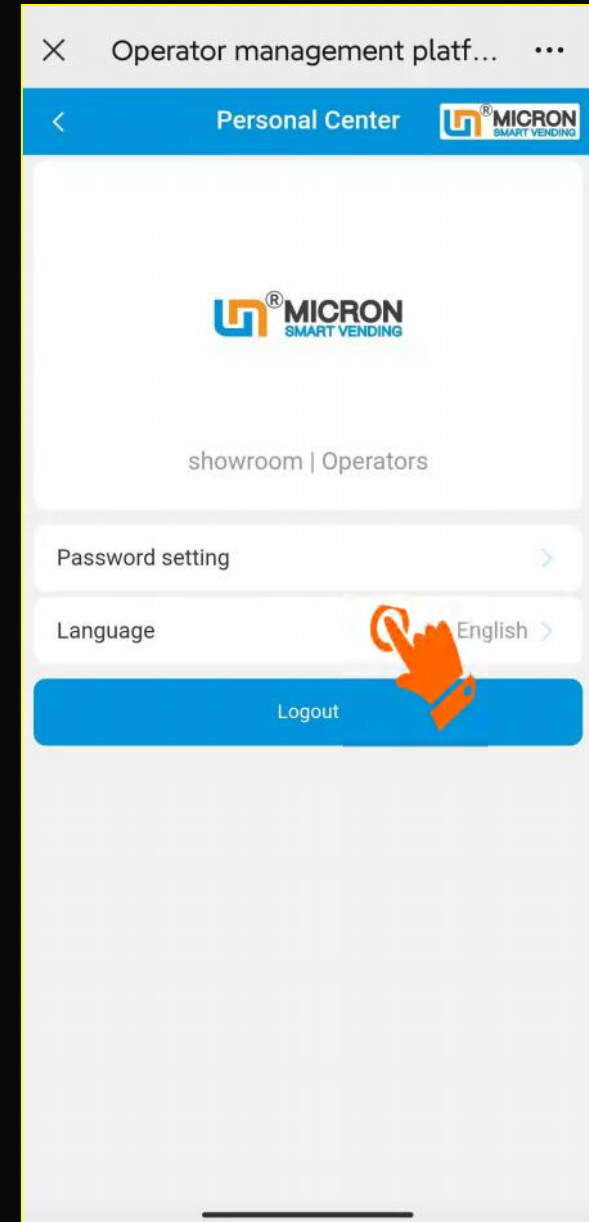 Operator management platf...
Personal Center
® MICRON
SMART VENDING
® MICRON
SMART VENDING
showroom | Operators
Password setting
Language English
Logout